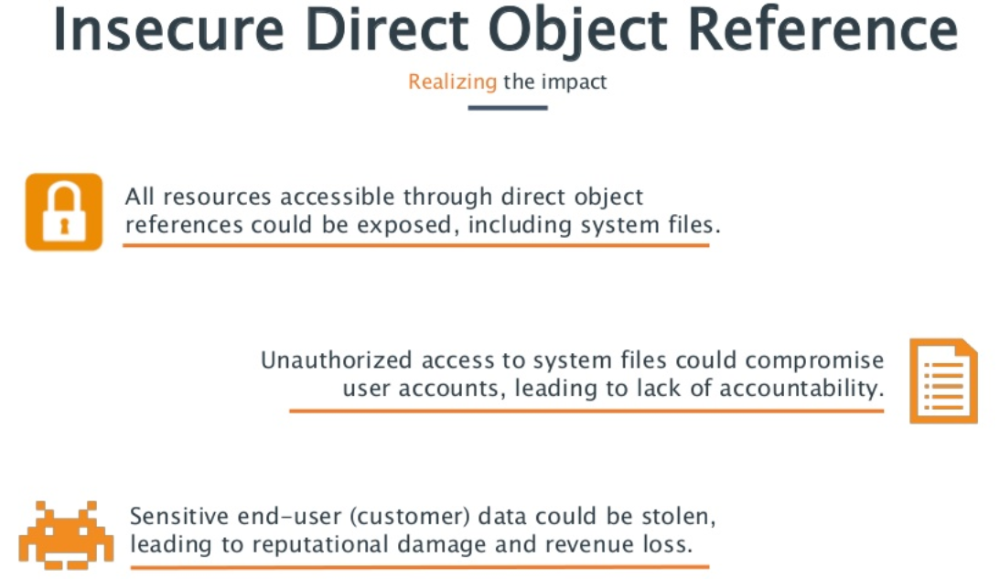 Insecure Direct Object Reference
Realizing the impact
All resources accessible through direct object
references could be exposed, including system files.
Unauthorized access to system files could compromise
user accounts, leading to lack of accountability.
Sensitive end-user (customer) data could be stolen,
leading to reputational damage and revenue loss.